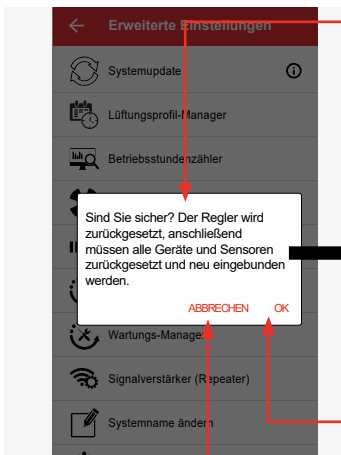 Erweiterte Einstellungen
Systemupdate
Lüftungsprofil-Manager
Betriebsstundenzähler
Sind Sie sicher? Der Regler wird
zurückgesetzt, anschließend
müssen alle Geräte und Sensoren
zurückgesetzt und neu eingebunden
werden.
ABBRECHEN OK
Wartungs-Manager
Signalverstärker (Repeater)
Systemname ändern